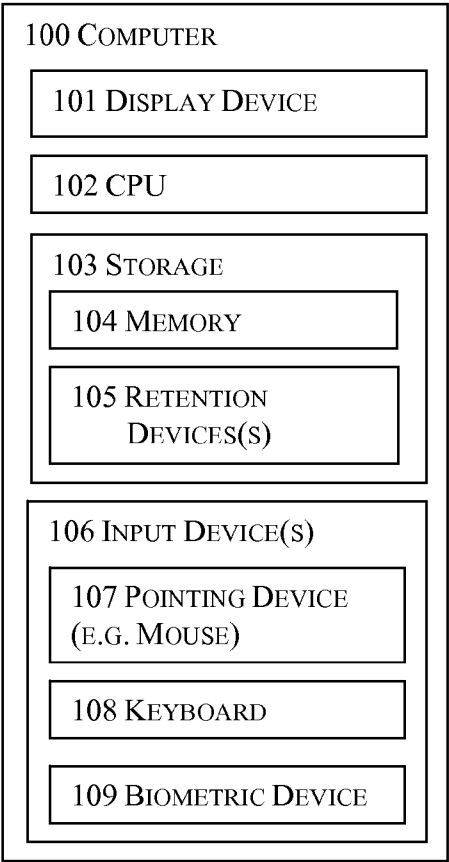 100 COMPUTER
101 DISPLAY DEVICE
102 CPU
103 STORAGE
104 MEMORY
105 RETENTION
DEVICES(S)
106 INPUT DEVICE(S)
107 POINTING DEVICE
(E.G. MOUSE)
108 KEYBOARD
109 BIOMETRIC DEVICE